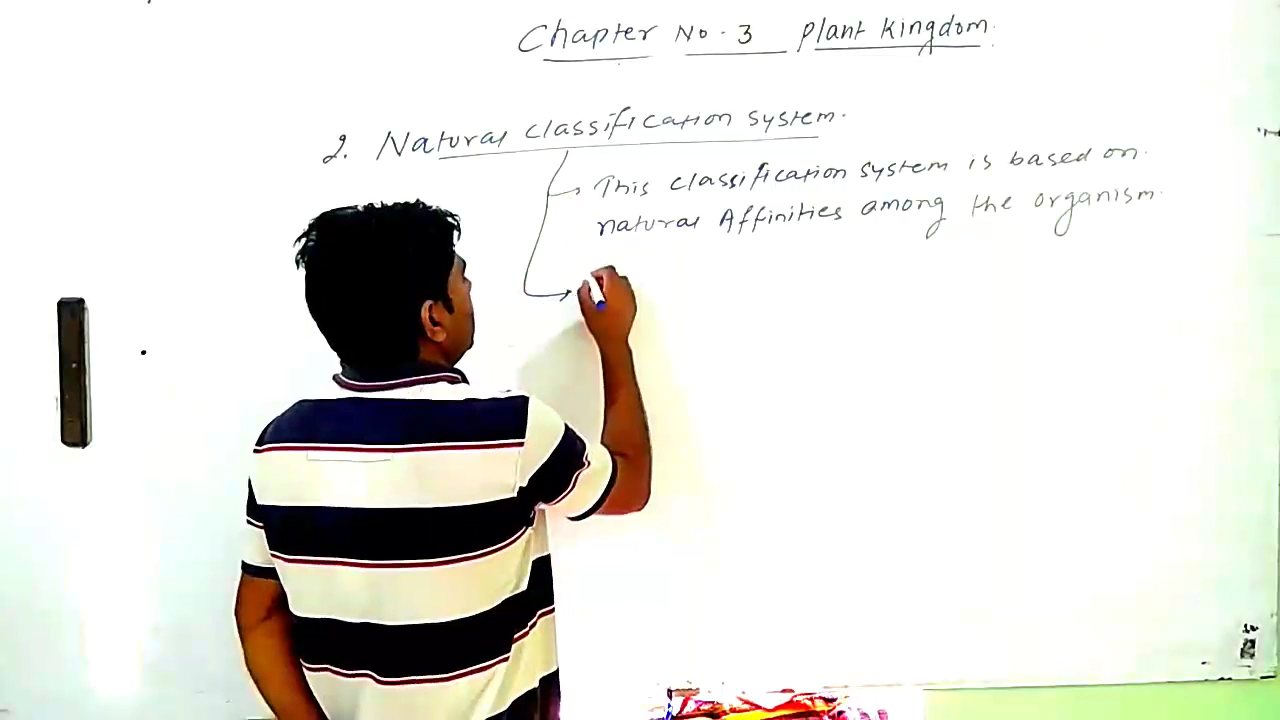 Chapter No. 3 Plant Kingdom.
2. Natural classification system.
This classification system is based on.
natural Affinities among the organism.